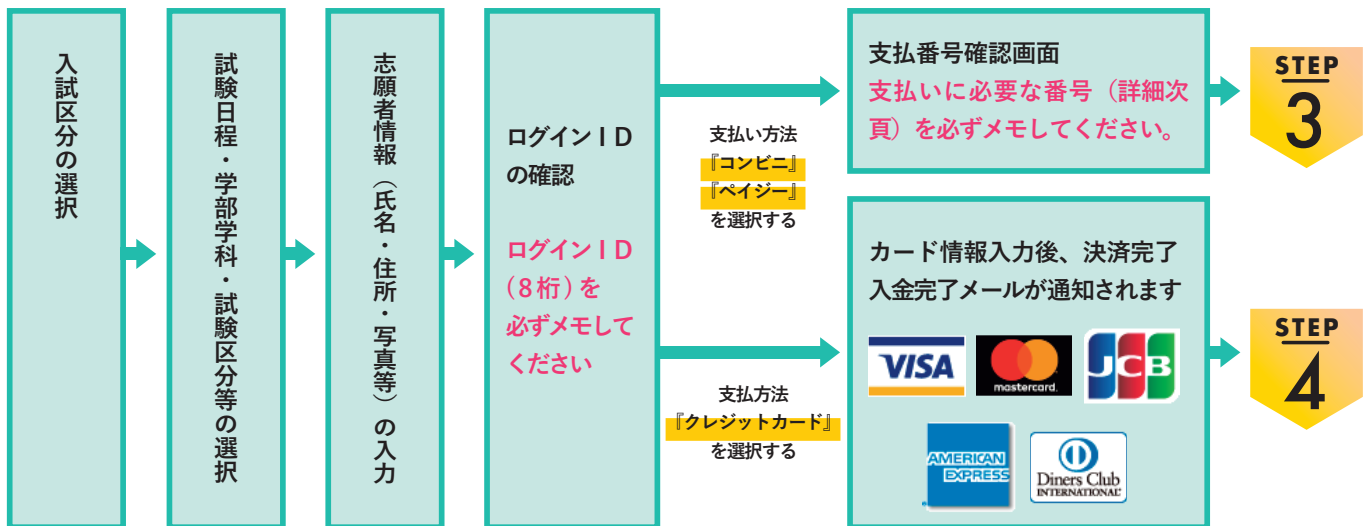 入試区分の選択
試験日程・学部学科・試験区分等の選択
志願者情報（氏名・住所・写真等）の入力
ログインＩＤ
の確認
ログインＩＤ
（8桁）を
必ずメモして
ください
支払い方法
『コンビニ』
『ペイジー』
を選択する
支払番号確認画面
支払いに必要な番号（詳細次
頁）を必ずメモしてください。
STEP
3
支払方法
『クレジットカード』
を選択する
カード情報入力後、決済完了
入金完了メールが通知されます
VISA
mastercard.
JCB
AMERICAN
EXPRESS
Diners Club
INTERNATIONAL
STEP
4